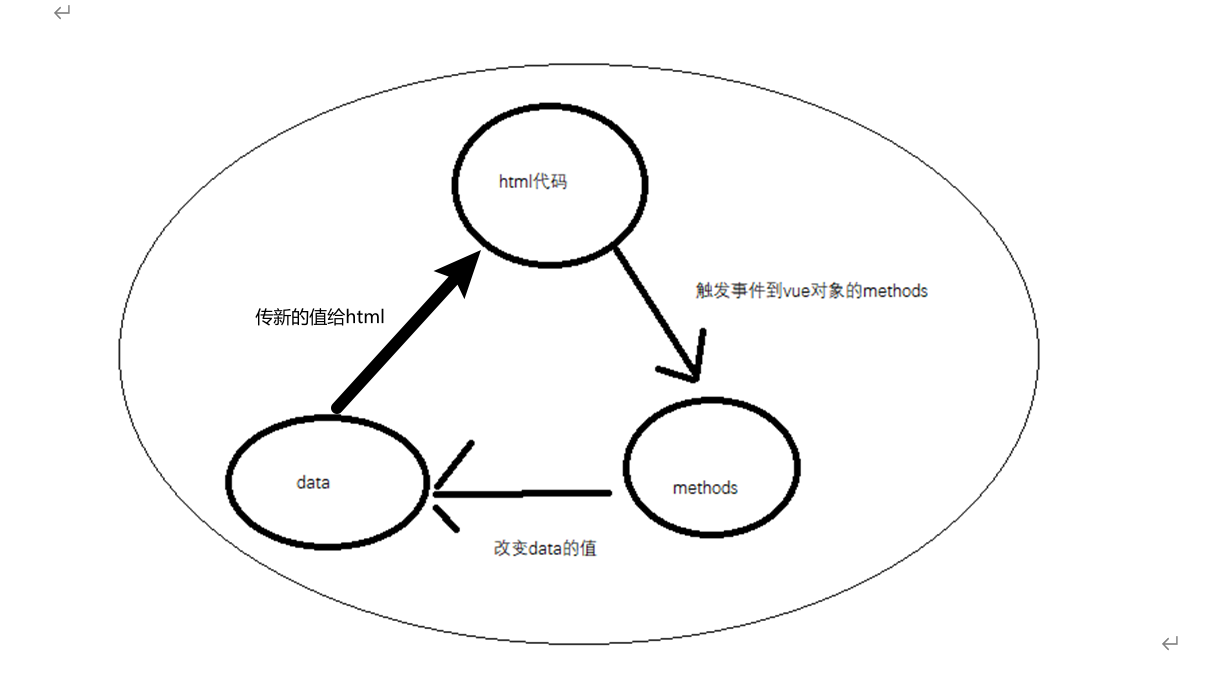 html代码
触发事件到vue对象的methods
传新的值给html
data
methods
改变data的值